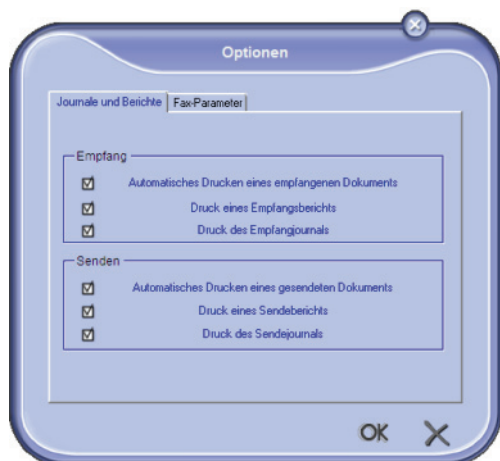 Optionen
Journale und Berichte Fax-Parameter
Empfang
Automatisches Drucken eines empfangenen Dokuments
Druck eines Empfangsberichts
Druck des Empfangjournals
Senden
Automatisches Drucken eines gesendeten Dokuments
Druck eines Sendeberichts
Druck des Sendejournals
OK